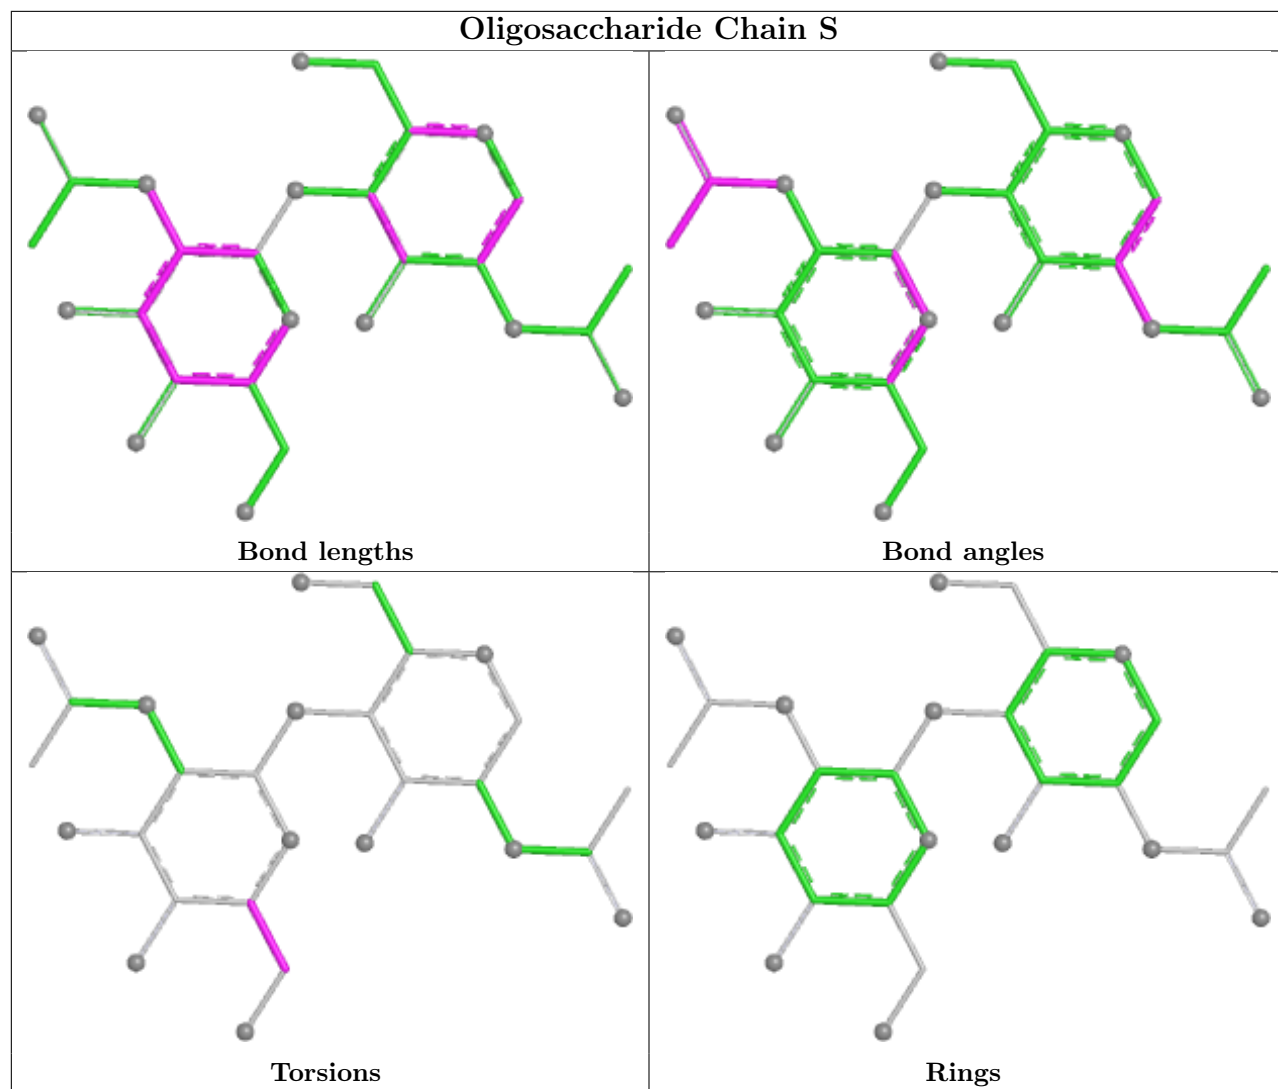 Oligosaccharide Chain S
Bond lengths
Bond angles
Torsions
Rings